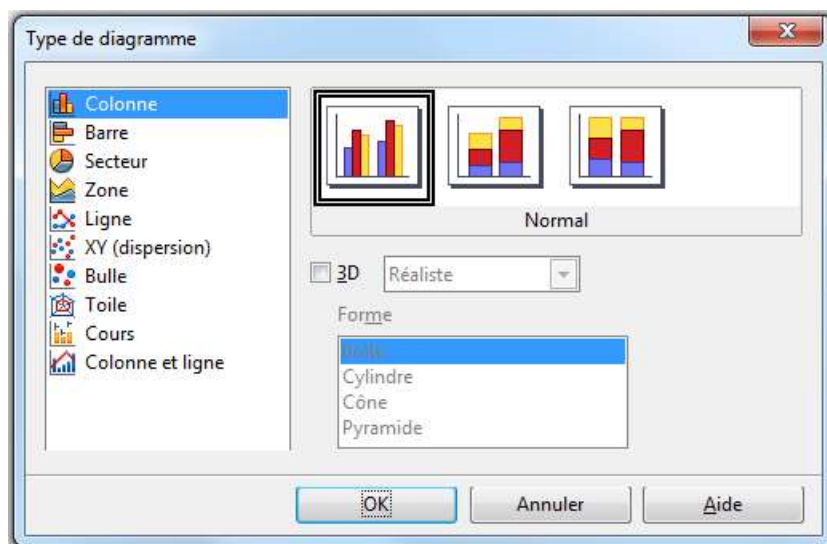 Type de diagramme
Colonne
Barre
Secteur
Zone
Ligne
XY (dispersion)
Bulle
Toile
Cours
Colonne et ligne
Normal
3D
Réaliste
Forme
Cylindre
Cône
Pyramide
OK
Annuler
Aide